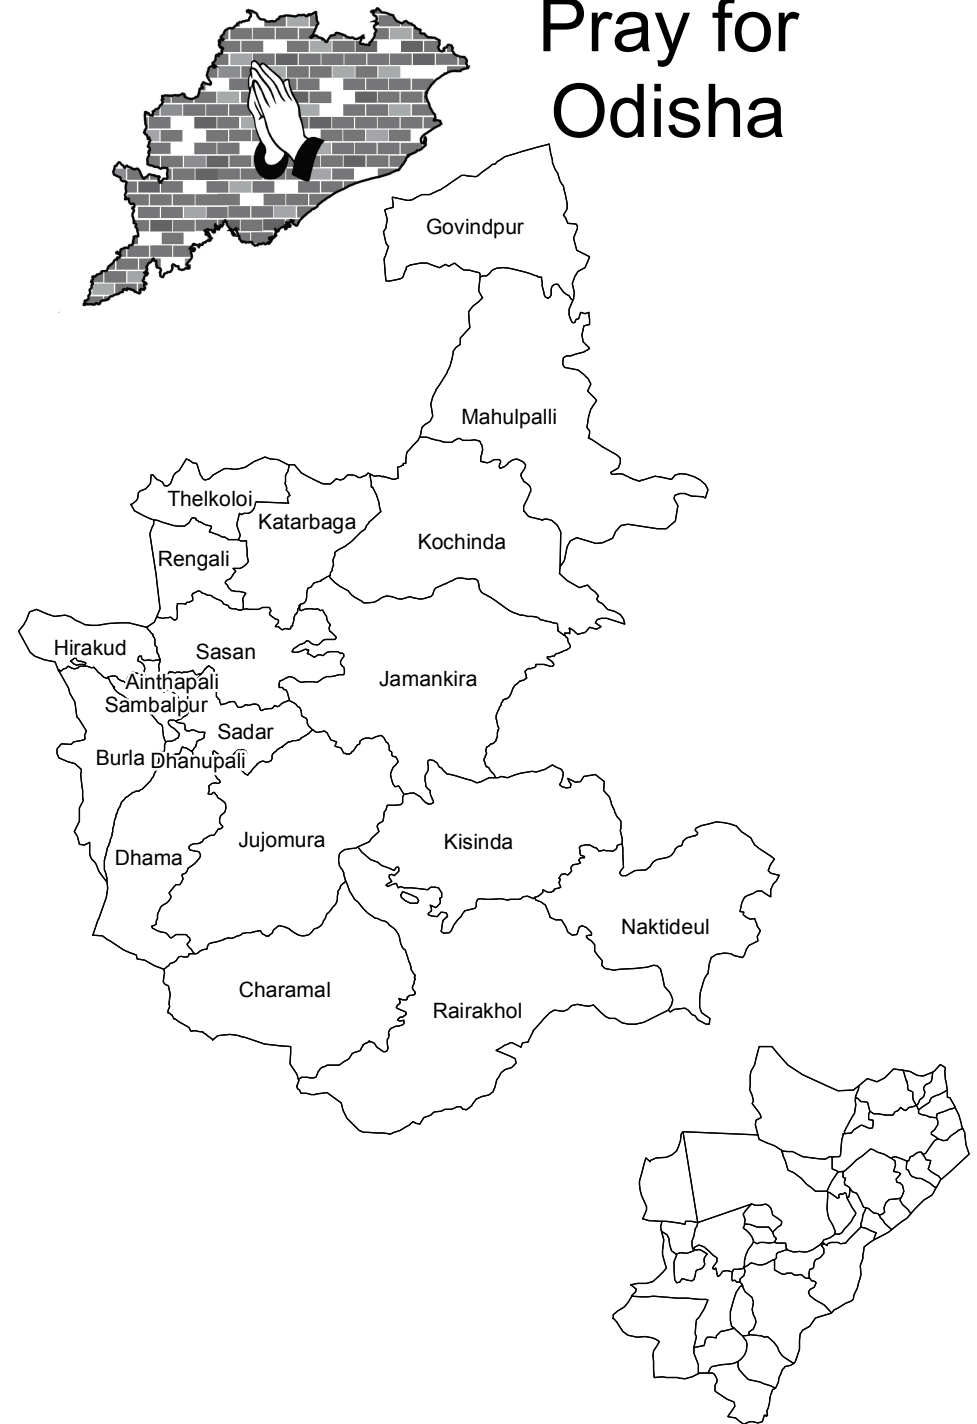 Pray for
Odisha
Govindpur
Mahulpalli
Thelkoloi
Katarbaga
Kochinda
Rengali
Hirakud
Sasan
Ainthapali
Jamankira
Sambalpur
Sadar
Burla
Dhanupali
Jujomura
Kisinda
Dhama
Naktideul
Charamal
Rairakhol